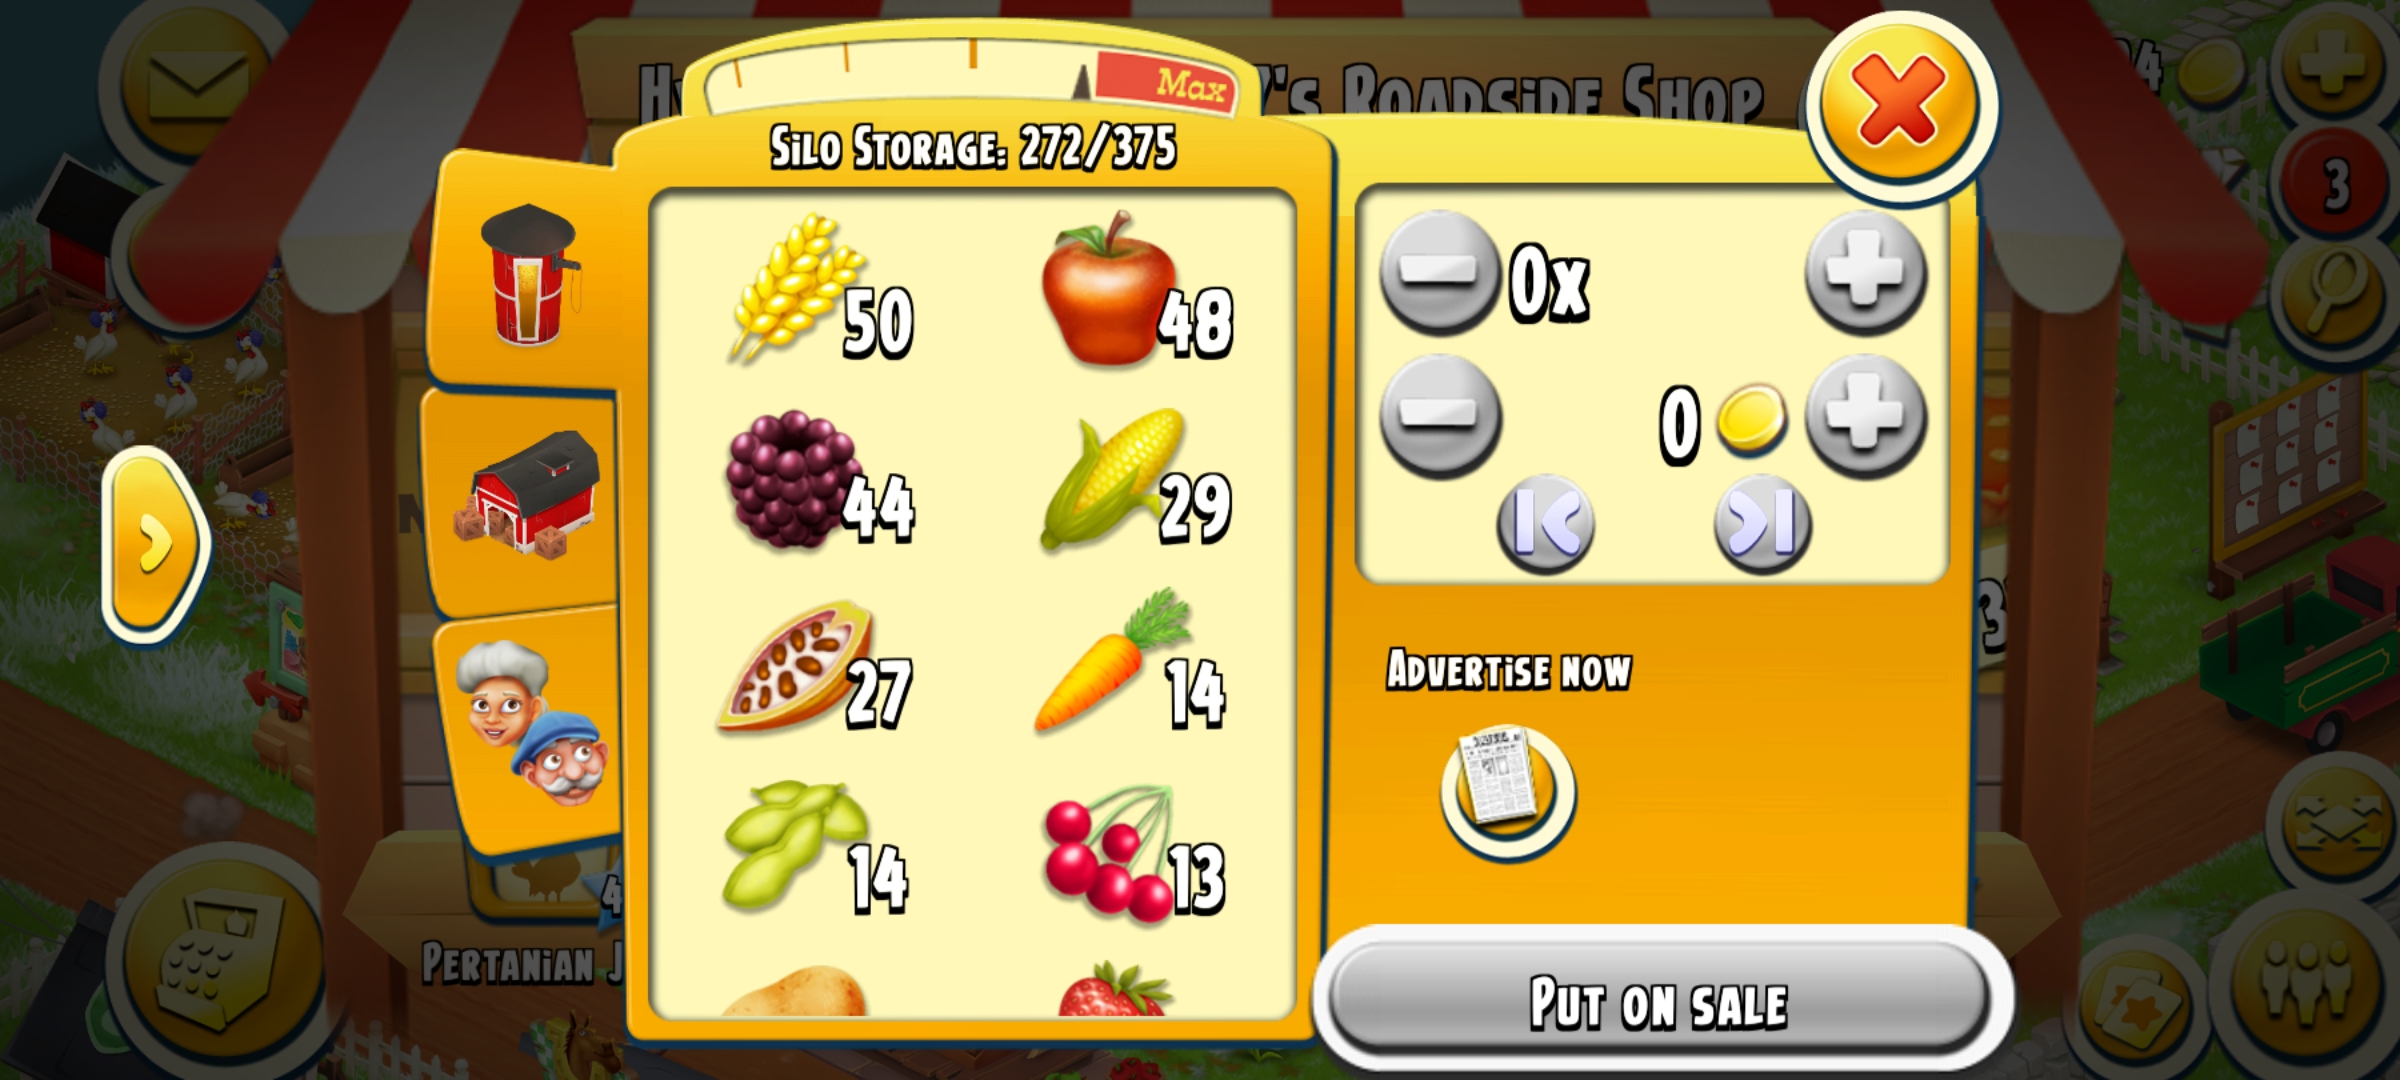 's Roadside Shop
Max
Silo Storage: 272/375
50
48
0x
44
29
0
27
14
Advertise now
14
13
Pertanian
Put on sale
3